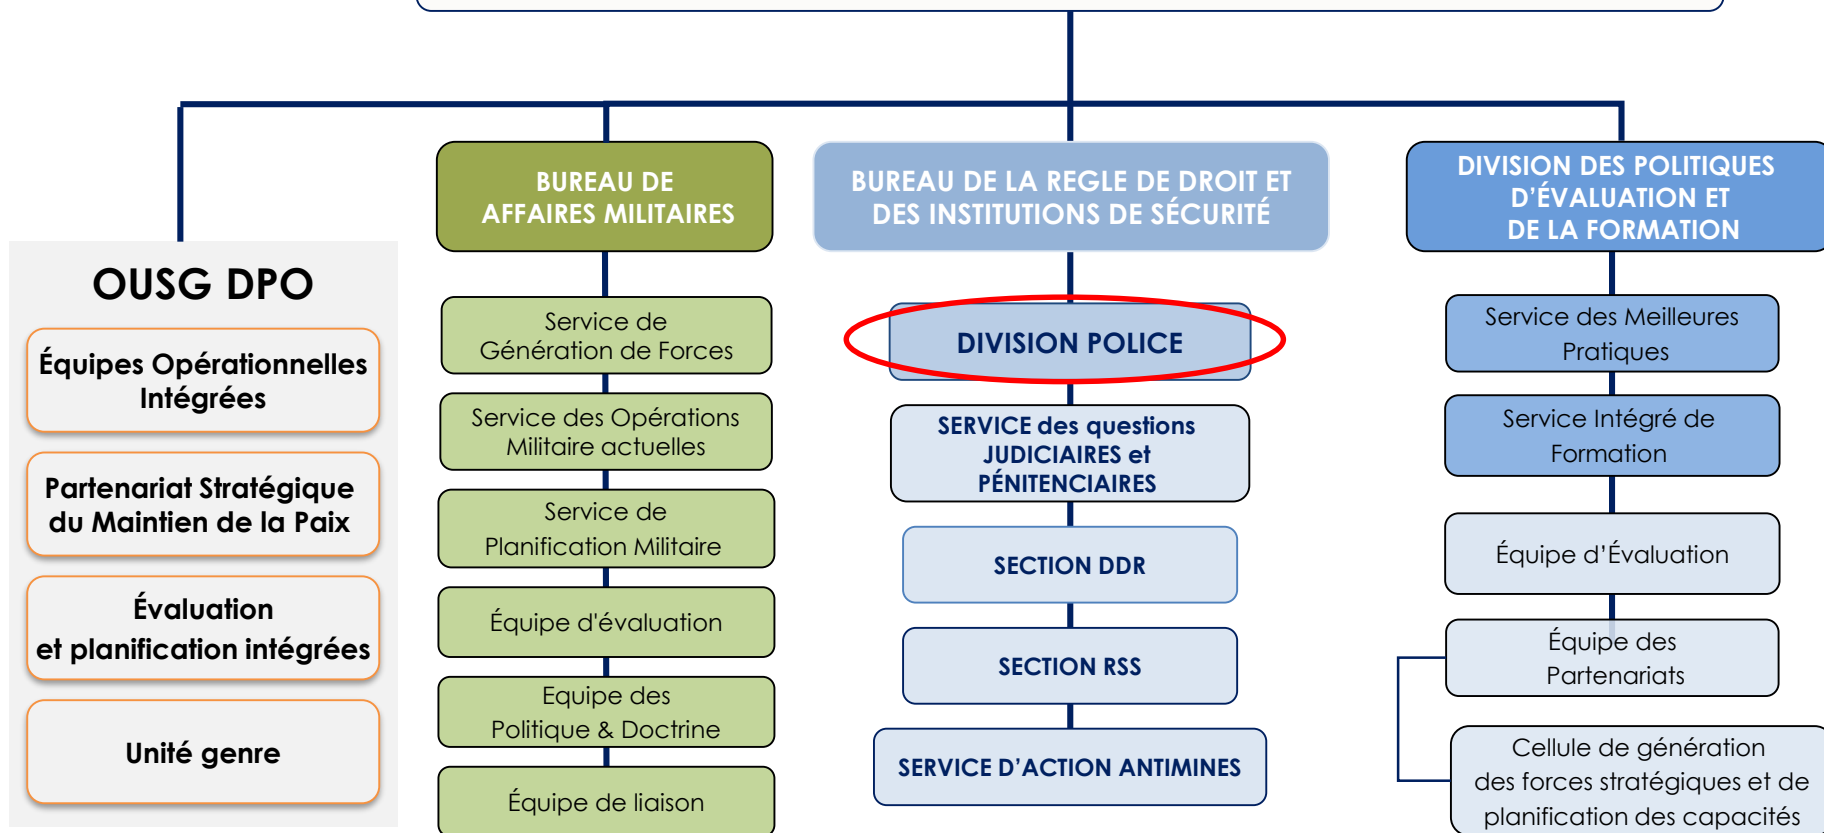 OUSG DPO
Équipes Opérationnelles
Intégrées
Partenariat Stratégique
du Maintien de la Paix
Évaluation
et planification intégrées
Unité genre
BUREAU DE
AFFAIRES MILITAIRES
Service de
Génération de Forces
Service des Opérations
Militaire actuelles
Service de
Planification Militaire
Équipe d'évaluation
Equipe des
Politique & Doctrine
Équipe de liaison
BUREAU DE LA REGLE DE DROIT ET
DES INSTITUTIONS DE SÉCURITÉ
DIVISION POLICE
SERVICE des questions
JUDICIAIRES et
PÉNITENCIAIRES
SECTION DDR
SECTION RSS
SERVICE D’ACTION ANTIMINES
DIVISION DES POLITIQUES
D’ÉVALUATION ET
DE LA FORMATION
Service des Meilleures
Pratiques
Service Intégré de
Formation
Équipe d’Évaluation
Équipe des
Partenariats
Cellule de génération
des forces stratégiques et de
planification des capacités